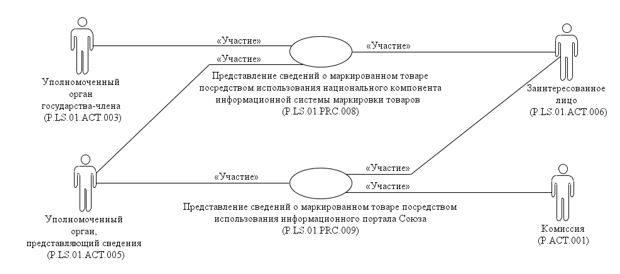 «Участие»
«Участие»
«Участие»
Уполномоченный
орган
государства-члена
(P.LS.01.ACT.003)
Представление сведений о маркированном товаре
посредством использования национального компонента
информационной системы маркировки товаров
(P.LS.01.PRC.008)
Заинтересованное
лицо
(P.LS.01.ACT.006)
«Участие»
«Участие»
«Участие»
Уполномоченный
орган,
представляющий сведения
(P.LS.01.ACT.005)
Представление сведений о маркированном товаре посредством
использования информационного портала Союза
(P.LS.01.PRC.009)
Комиссия
(P.ACT.001)